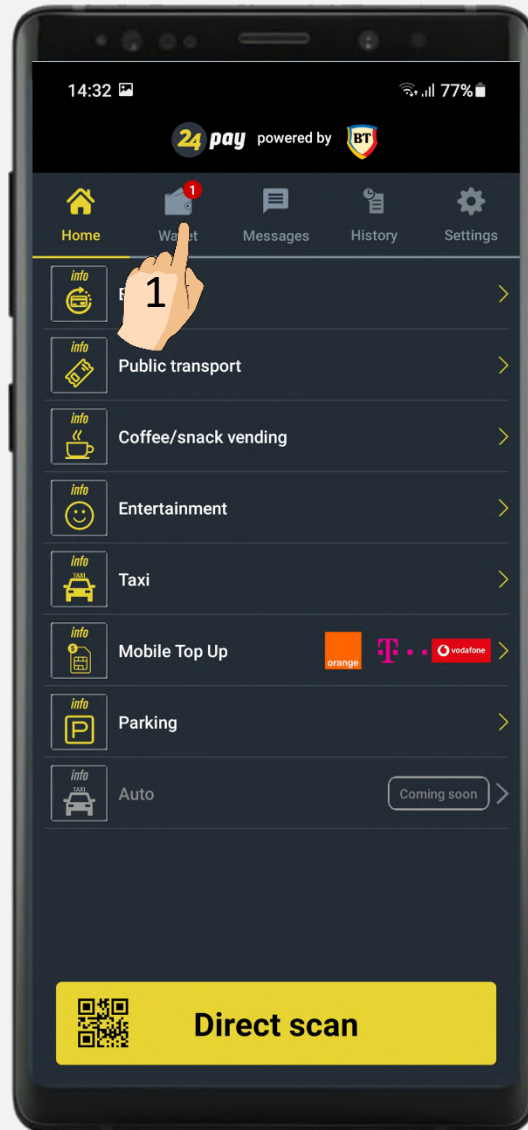 14:32 77%
24 pay powered by BT
1
Home Wallet Messages History Settings
1
info
info
Public transport
info
Coffee/snack vending
info
Entertainment
info
TAXI
Taxi
info
Mobile Top Up orange T vodafone
info
P
Parking
info
TAXI
Auto Coming soon
Direct scan